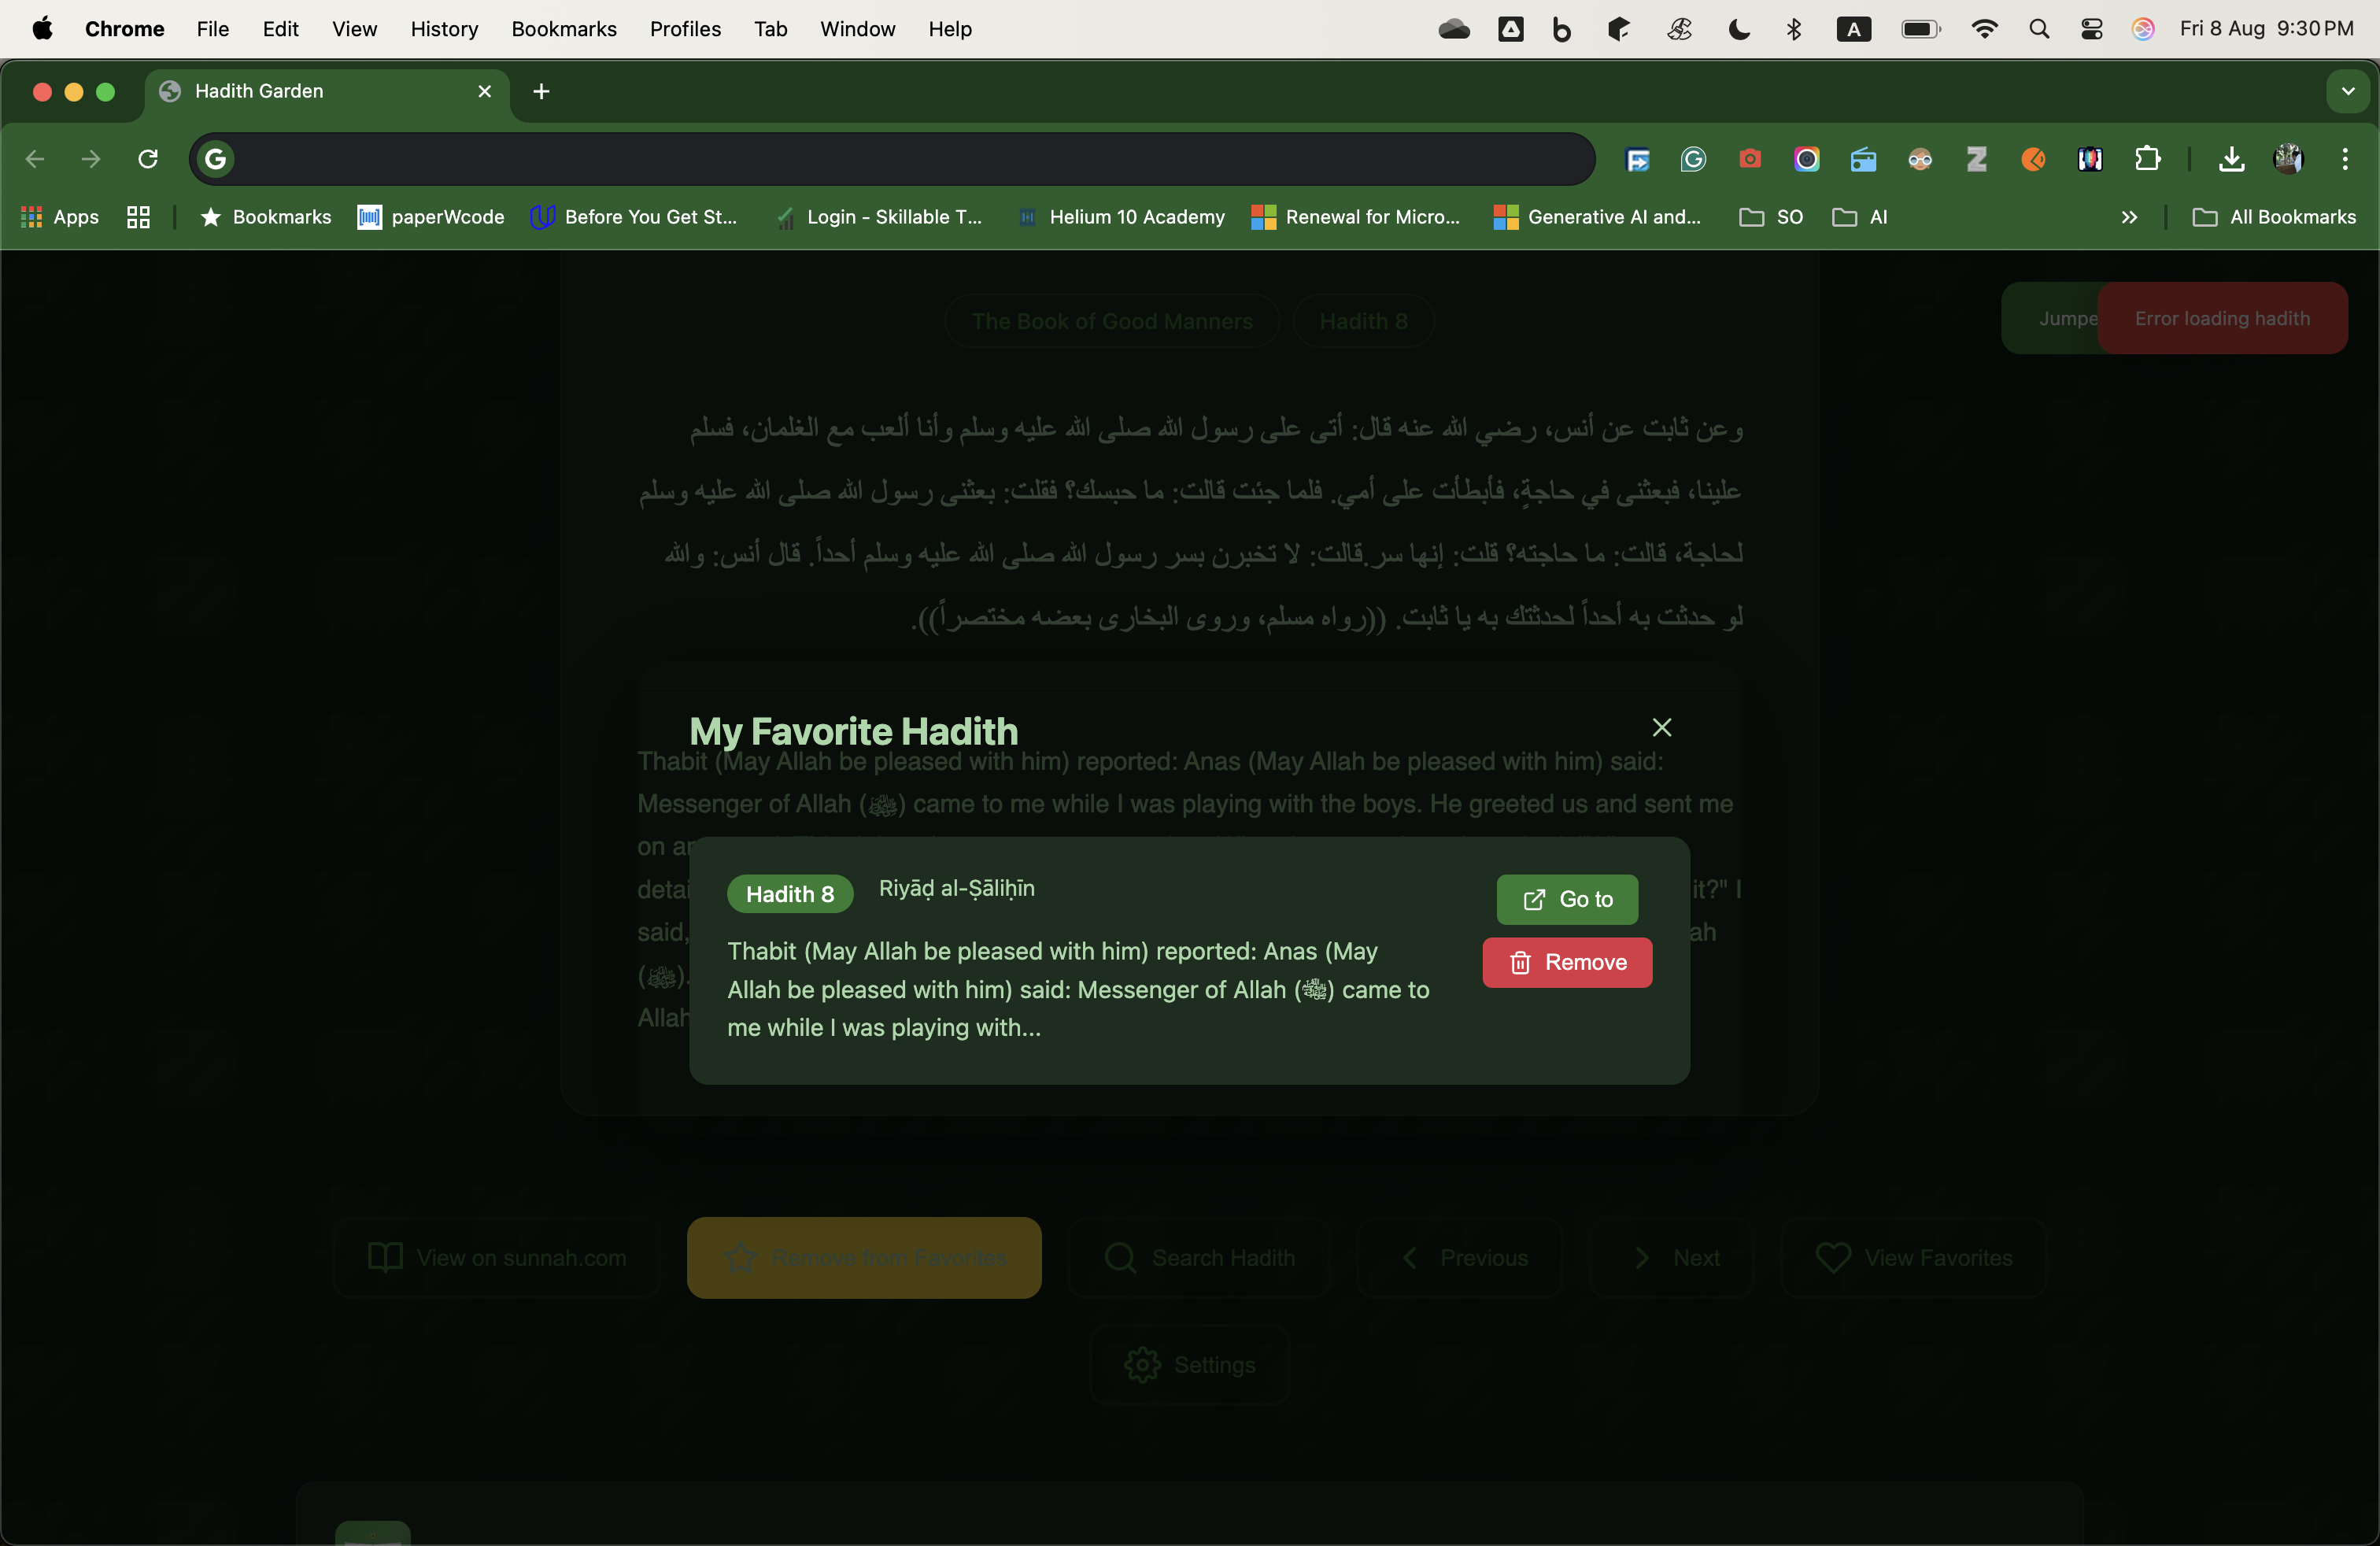 Chrome File Edit View History Bookmarks Profiles Tab Window Help A Fri 8 Aug 9:30 PM
Hadith Garden
G
Apps Bookmarks paperWcode Before You Get St... Login - Skillable T... Helium 10 Academy Renewal for Micro... Generative AI and... SO AI All Bookmarks
The Book of Good Manners Hadith 8
Jumpe Error loading hadith
وعن ثابت عن أنس، رضي الله عنه قال: أتى على رسول الله صلى الله عليه وسلم وأنا ألعب مع الغلمان، فسلم
علينا، فبعثنى في حاجةٍ، فأبطأت على أمي. فلما جئت قالت: ما حبسك؟ فقلت: بعثنى رسول الله صلى الله عليه وسلم
لحاجة، قالت: ما حاجته؟ قلت: إنها سر.قالت: لا تخبرن بسر رسول الله صلى الله عليه وسلم أحداً. قال أنس: والله
لو حدثت به أحداً لحدثتك به يا ثابت. ((رواه مسلم، وروى البخارى بعضه مختصراً)).
My Favorite Hadith
Thabit (May Allah be pleased with him) reported: Anas (May Allah be pleased with him) said:
Messenger of Allah (ﷺ) came to me while I was playing with the boys. He greeted us and sent me
on
it?" I
said,
(ﷺ).
Allah
Hadith 8 Riyāḍ al-Ṣāliḥīn
Go to
Thabit (May Allah be pleased with him) reported: Anas (May
Allah be pleased with him) said: Messenger of Allah (ﷺ) came to
me while I was playing with...
Remove
View on sunnah.com Remove from Favorites Search Hadith Previous Next View Favorites
Settings